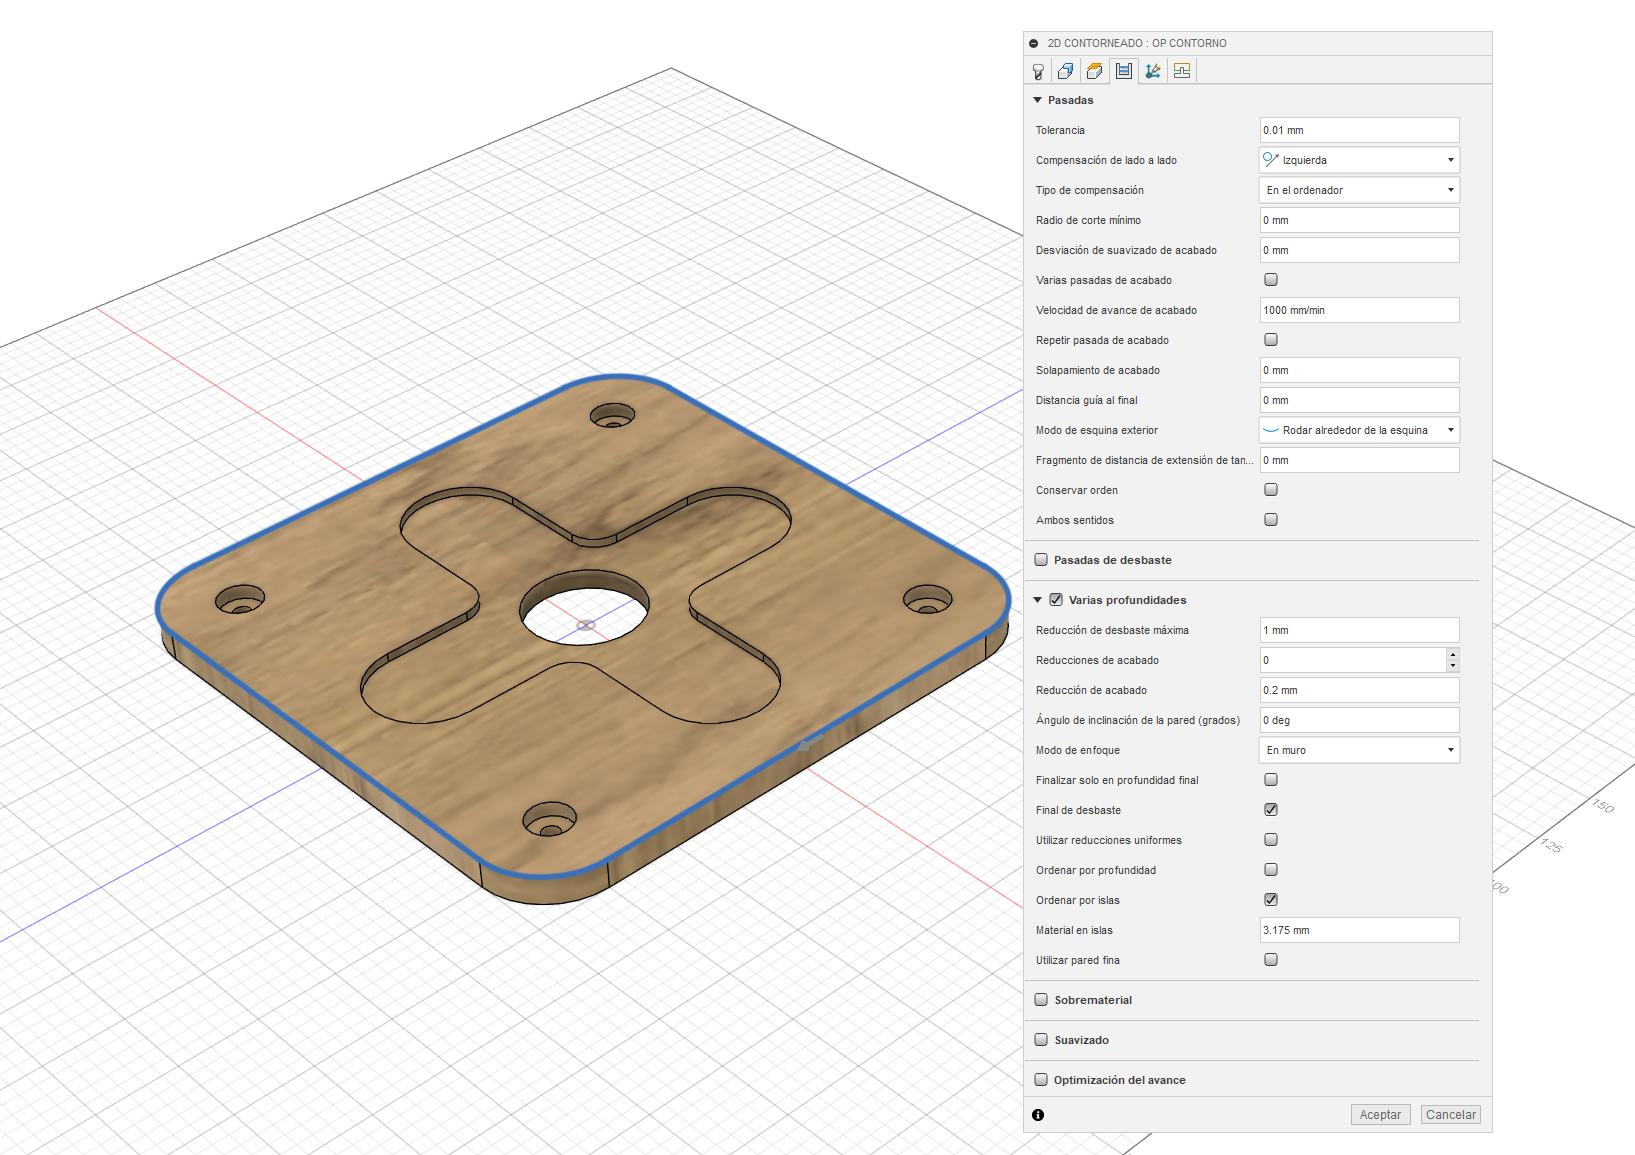 2D CONTORNEADO : OP CONTORNO
Pasadas
Tolerancia 0.01 mm
Compensación de lado a lado Izquierda
Tipo de compensación En el ordenador
Radio de corte mínimo 0 mm
Desviación de suavizado de acabado 0 mm
Varias pasadas de acabado
Velocidad de avance de acabado 1000 mm/min
Repetir pasada de acabado
Solapamiento de acabado 0 mm
Distancia guía al final 0 mm
Modo de esquina exterior Rodar alrededor de la esquina
Fragmento de distancia de extensión de tan... 0 mm
Conservar orden
Ambos sentidos
Pasadas de desbaste
Varias profundidades
Reducción de desbaste máxima 1 mm
Reducciones de acabado 0
Reducción de acabado 0.2 mm
Ángulo de inclinación de la pared (grados) 0 deg
Modo de enfoque En muro
Finalizar solo en profundidad final
Final de desbaste
Utilizar reducciones uniformes
Ordenar por profundidad
Ordenar por islas
Material en islas 3.175 mm
Utilizar pared fina
Sobrematerial
Suavizado
Optimización del avance
Aceptar Cancelar
150
125